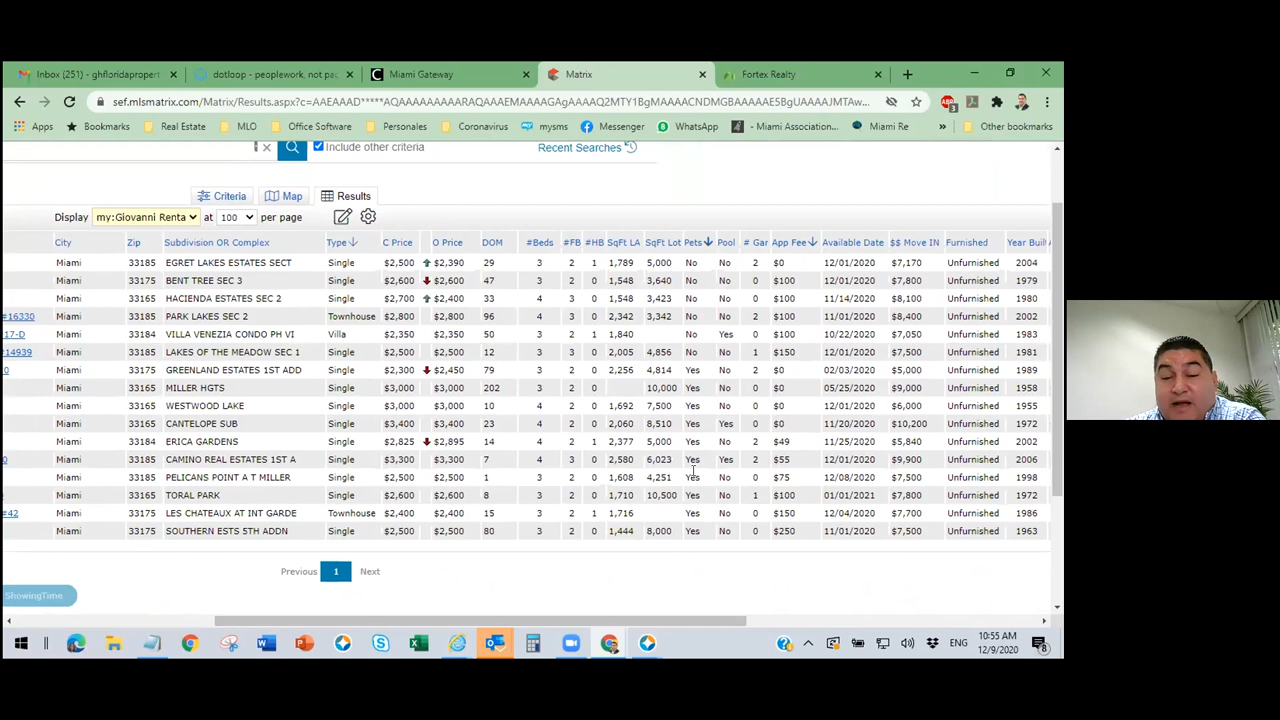 Inbox (251) - ghfloridapropert dotloop - peoplework, not pap Miami Gateway Matrix Fortex Realty
sef.mlsmatrix.com/Matrix/Results.aspx?c=AAEAAAD*****AQAAAAAAAAARAQAAAEMAAAAGAgAAAAQ2MTY1BgMAAAACNDMGBAAAAAE5BgUAAAAJMTAw...
Apps Bookmarks Real Estate MLO Office Software Personales Coronavirus mysms Messenger WhatsApp - Miami Association... Miami Re » Other bookmarks
Include other criteria Recent Searches
Criteria Map Results
Display my:Giovanni Renta at 100 per page
City Zip Subdivision OR Complex Type C Price O Price DOM #Beds #FB #HB SqFt LA SqFt Lot Pets Pool # Gar App Fee Available Date $$ Move IN Furnished Year Buil
Miami 33185 EGRET LAKES ESTATES SECT Single $2,500 $2,390 29 3 2 1 1,789 5,000 No No 2 $0 12/01/2020 $7,170 Unfurnished 2004
Miami 33175 BENT TREE SEC 3 Single $2,600 $2,600 47 3 2 0 1,548 3,640 No No 0 $100 12/01/2020 $7,800 Unfurnished 1979
Miami 33165 HACIENDA ESTATES SEC 2 Single $2,700 $2,400 33 4 3 0 1,548 3,423 No No 0 $100 11/14/2020 $8,100 Unfurnished 1980
#16330 Miami 33185 PARK LAKES SEC 2 Townhouse $2,800 $2,800 96 4 3 0 2,342 3,342 No No 2 $100 11/01/2020 $8,400 Unfurnished 2002
17-D Miami 33184 VILLA VENEZIA CONDO PH VI Villa $2,350 $2,350 50 3 2 1 1,840 No Yes 0 $100 10/22/2020 $7,050 Unfurnished 1983
#14939 Miami 33185 LAKES OF THE MEADOW SEC 1 Single $2,500 $2,500 12 3 3 0 2,005 4,856 No No 1 $150 12/01/2020 $7,500 Unfurnished 1981
0 Miami 33175 GREENLAND ESTATES 1ST ADD Single $2,300 $2,450 79 3 2 0 2,258 4,814 Yes No 2 $0 02/03/2020 $5,000 Unfurnished 1989
Miami 33165 MILLER HGTS Single $3,000 $3,000 202 3 2 0 10,000 Yes No 0 $0 05/25/2020 $9,000 Unfurnished 1958
Miami 33155 WESTWOOD LAKE Single $3,000 $3,000 10 4 2 0 1,692 7,500 Yes No 0 $0 12/01/2020 $6,000 Unfurnished 1955
Miami 33165 CANTELOPE SUB Single $3,400 $3,400 23 4 2 0 2,060 8,510 Yes Yes 0 $0 11/20/2020 $10,200 Unfurnished 1972
Miami 33184 ERICA GARDENS Single $2,825 $2,895 14 4 2 1 2,377 5,000 Yes No 2 $49 11/25/2020 $5,840 Unfurnished 2002
0 Miami 33185 CAMINO REAL ESTATES 1ST A Single $3,300 $3,300 7 4 3 0 2,580 6,023 Yes Yes 2 $55 12/01/2020 $9,900 Unfurnished 2006
Miami 33185 PELICANS POINT A T MILLER Single $2,500 $2,500 1 3 2 0 1,608 4,251 Yes No 0 $75 12/08/2020 $7,500 Unfurnished 1998
Miami 33165 TORAL PARK Single $2,600 $2,600 8 3 2 0 1,710 10,500 Yes No 1 $100 01/01/2021 $7,800 Unfurnished 1972
#42 Miami 33175 LES CHATEAUX AT INT GARDE Townhouse $2,400 $2,400 15 3 2 1 1,716 Yes No 0 $150 12/04/2020 $7,700 Unfurnished 1986
Miami 33175 SOUTHERN ESTS 5TH ADDN Single $2,500 $2,500 80 3 2 0 1,444 8,000 Yes No 0 $250 11/01/2020 $7,500 Unfurnished 1963
Previous 1 Next
ShowingTime
ENG 10:55 AM
12/9/2020 8